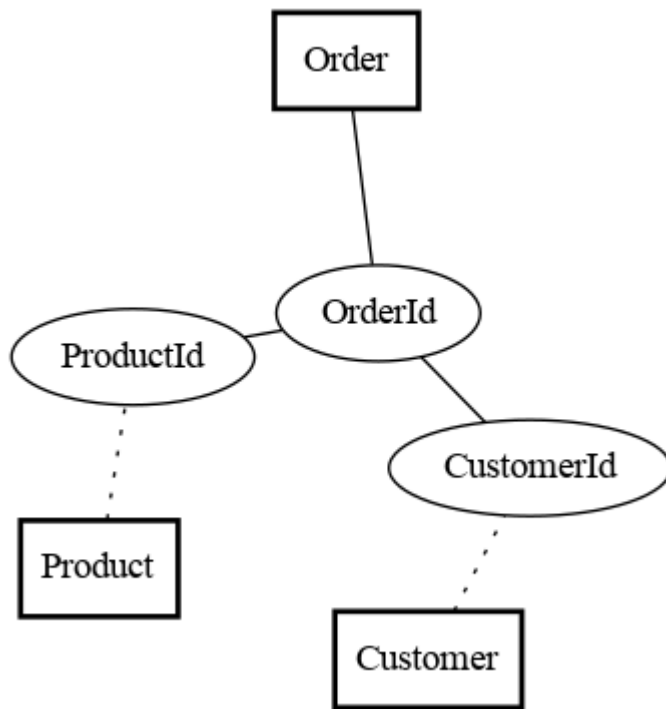 Order
OrderId
ProductId
CustomerId
Product
Customer